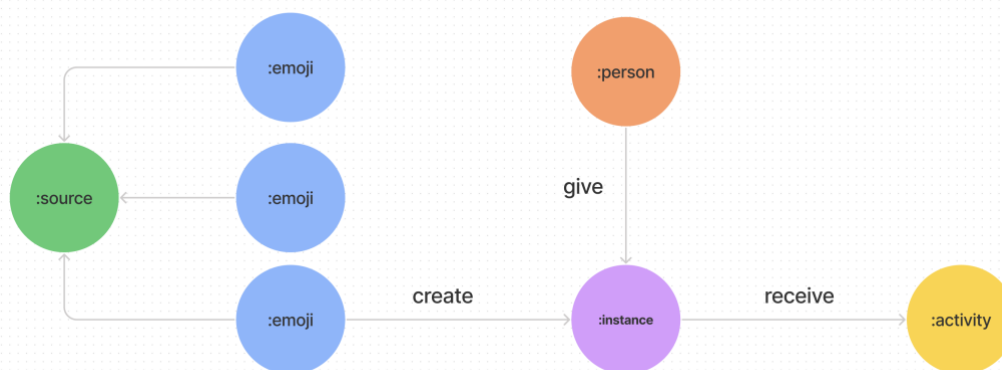 :emoji
:person
:source
:emoji
give
:emoji
create
:instance
receive
:activity